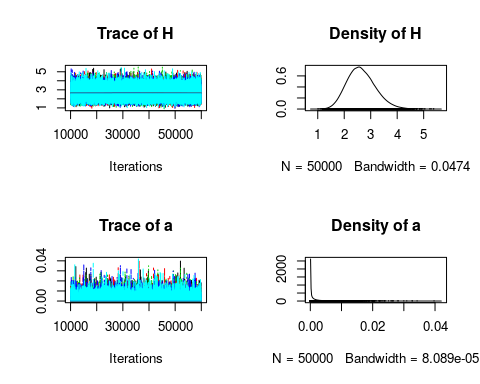 Trace of H
5
3
1
10000 30000 50000
Iterations
Density of H
0.6
0.0
1 2 3 4 5
N = 50000 Bandwidth = 0.0474
Trace of a
0.04
0.00
10000 30000 50000
Iterations
Density of a
2000
0
0.00 0.02 0.04
N = 50000 Bandwidth = 8.089e-05